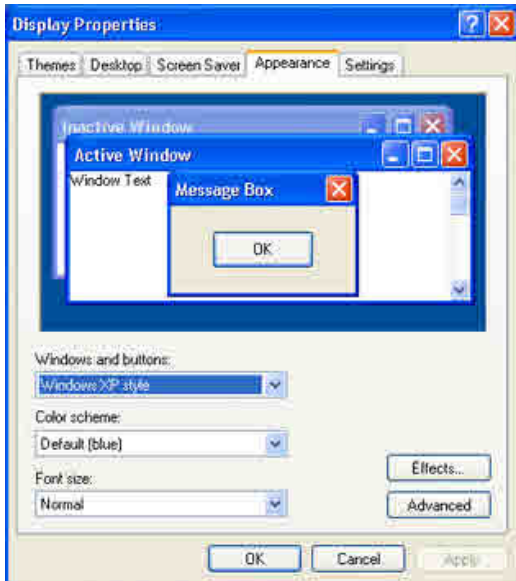 Display Properties
Themes Desktop Screen Saver Appearance Settings
Inactive Window
Active Window
Window Text
Message Box
OK
Windows and buttons:
Windows XP style
Color scheme:
Default (blue)
Font size:
Normal
Effects...
Advanced
OK Cancel Apply